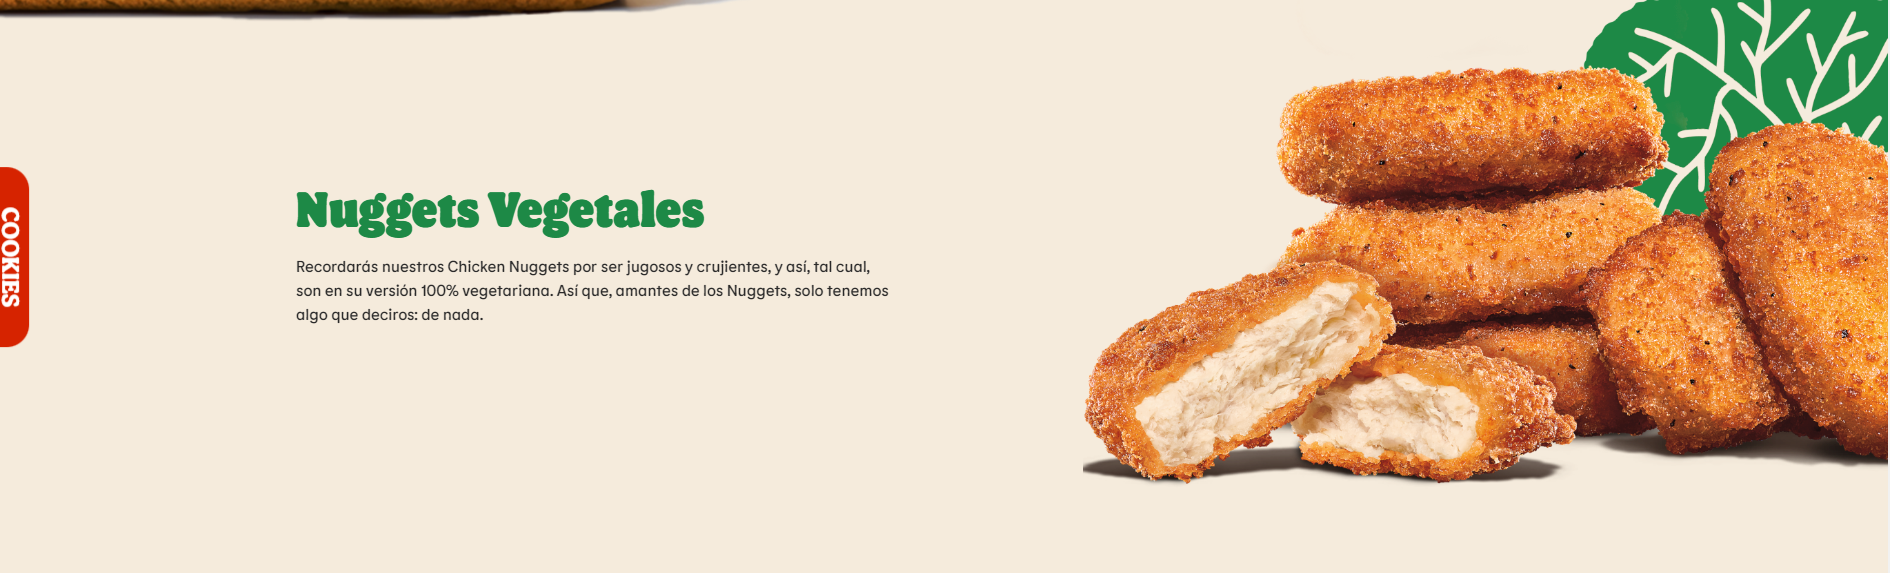 COOKIES
Nuggets Vegetales
Recordarás nuestros Chicken Nuggets por ser jugosos y crujientes, y así, tal cual,
son en su versión 100% vegetariana. Así que, amantes de los Nuggets, solo tenemos
algo que deciros: de nada.